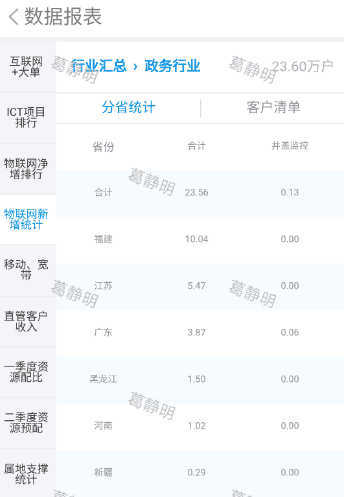 数据报表
互联网
+大单
ICT项目
排行
物联网净
增排行
物联网新
增统计
移动、宽
带
直管客户
收入
一季度资
源配比
二季度资
源预配
属地支撑
统计
行业汇总 › 政务行业 23.60万户
分省统计 客户清单
省份 合计 井盖监控
合计 23.56 0.13
福建 10.04 0.00
江苏 5.47 0.00
广东 3.87 0.06
黑龙江 1.50 0.00
河南 1.02 0.00
新疆 0.29 0.00
葛静明
葛静明
葛静明
葛静明
葛静明
葛静明